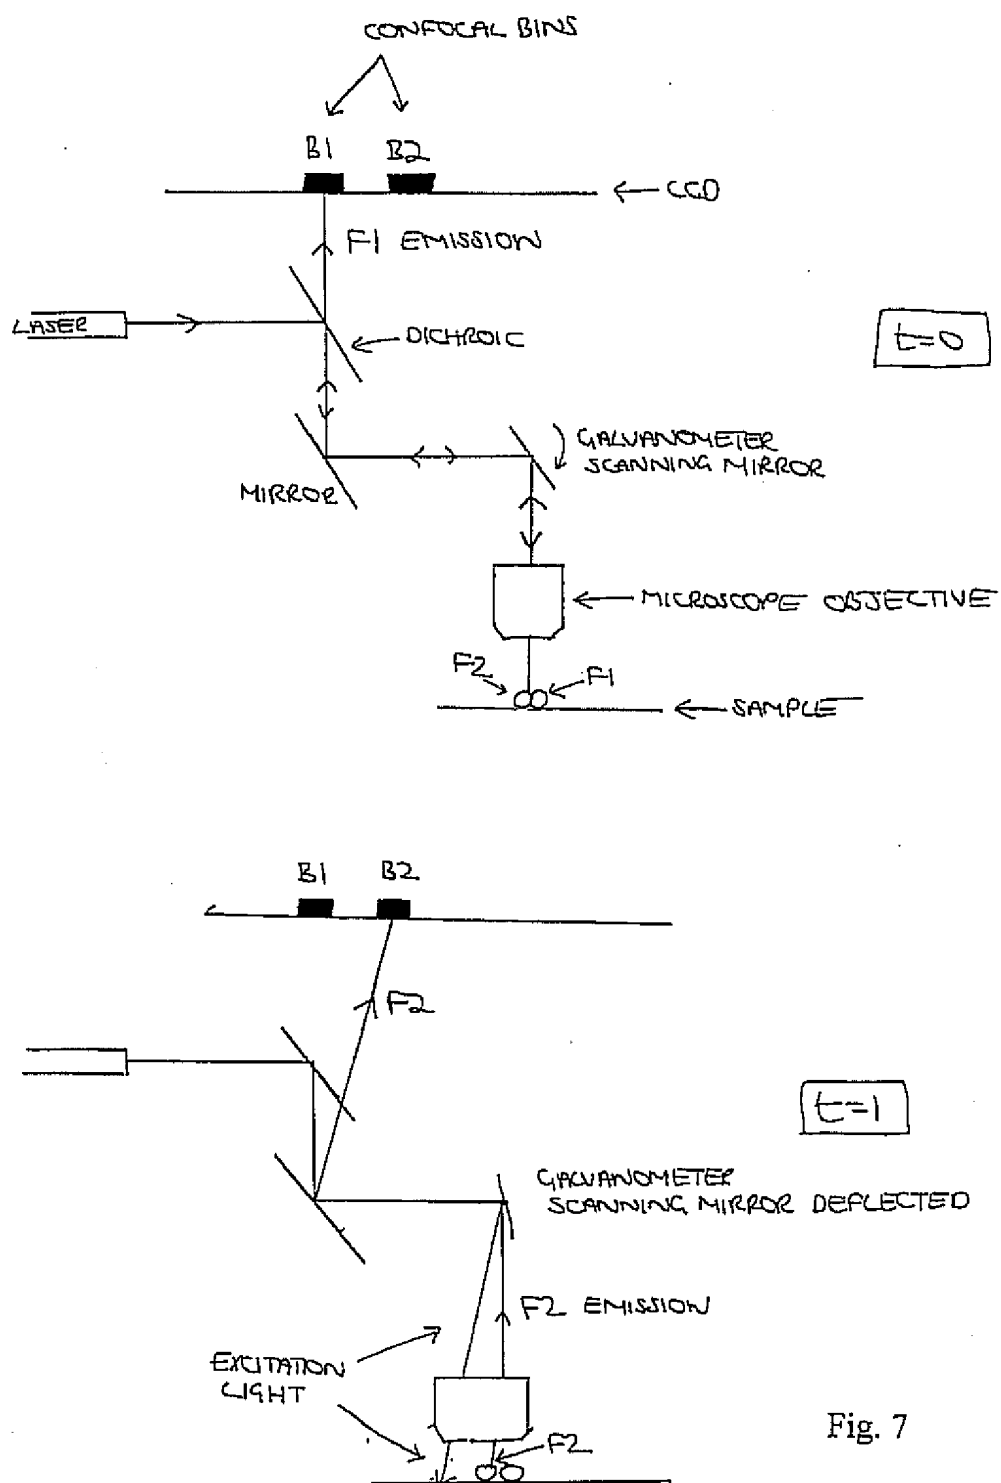 CONFOCAL BINS
B1 B2
CCD
F1 EMISSION
LASER
DICHROIC
t=0
GALVANOMETER
SCANNING MIRROR
MIRROR
MICROSCOPE OBJECTIVE
F2 F1
SAMPLE
B1 B2
F2
t=1
GALVANOMETER
SCANNING MIRROR DEFLECTED
F2 EMISSION
EXCITATION
LIGHT
F2
Fig. 7